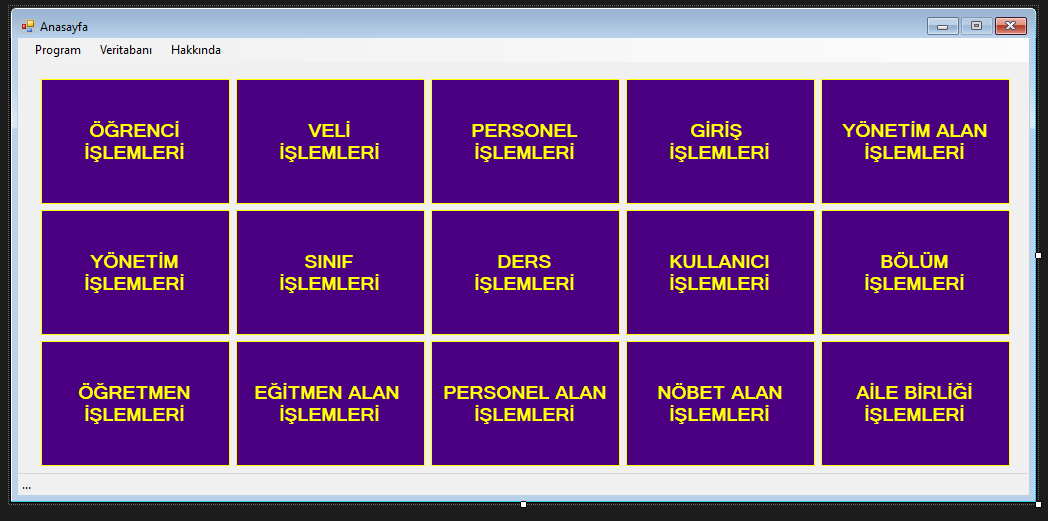 Anasayfa
Program Veritabanı Hakkında
ÖĞRENCİ
İŞLEMLERİ
VELİ
İŞLEMLERİ
PERSONEL
İŞLEMLERİ
GİRİŞ
İŞLEMLERİ
YÖNETİM ALAN
İŞLEMLERİ
YÖNETİM
İŞLEMLERİ
SINIF
İŞLEMLERİ
DERS
İŞLEMLERİ
KULLANICI
İŞLEMLERİ
BÖLÜM
İŞLEMLERİ
ÖĞRETMEN
İŞLEMLERİ
EĞİTMEN ALAN
İŞLEMLERİ
PERSONEL ALAN
İŞLEMLERİ
NÖBET ALAN
İŞLEMLERİ
AİLE BİRLİĞİ
İŞLEMLERİ
...